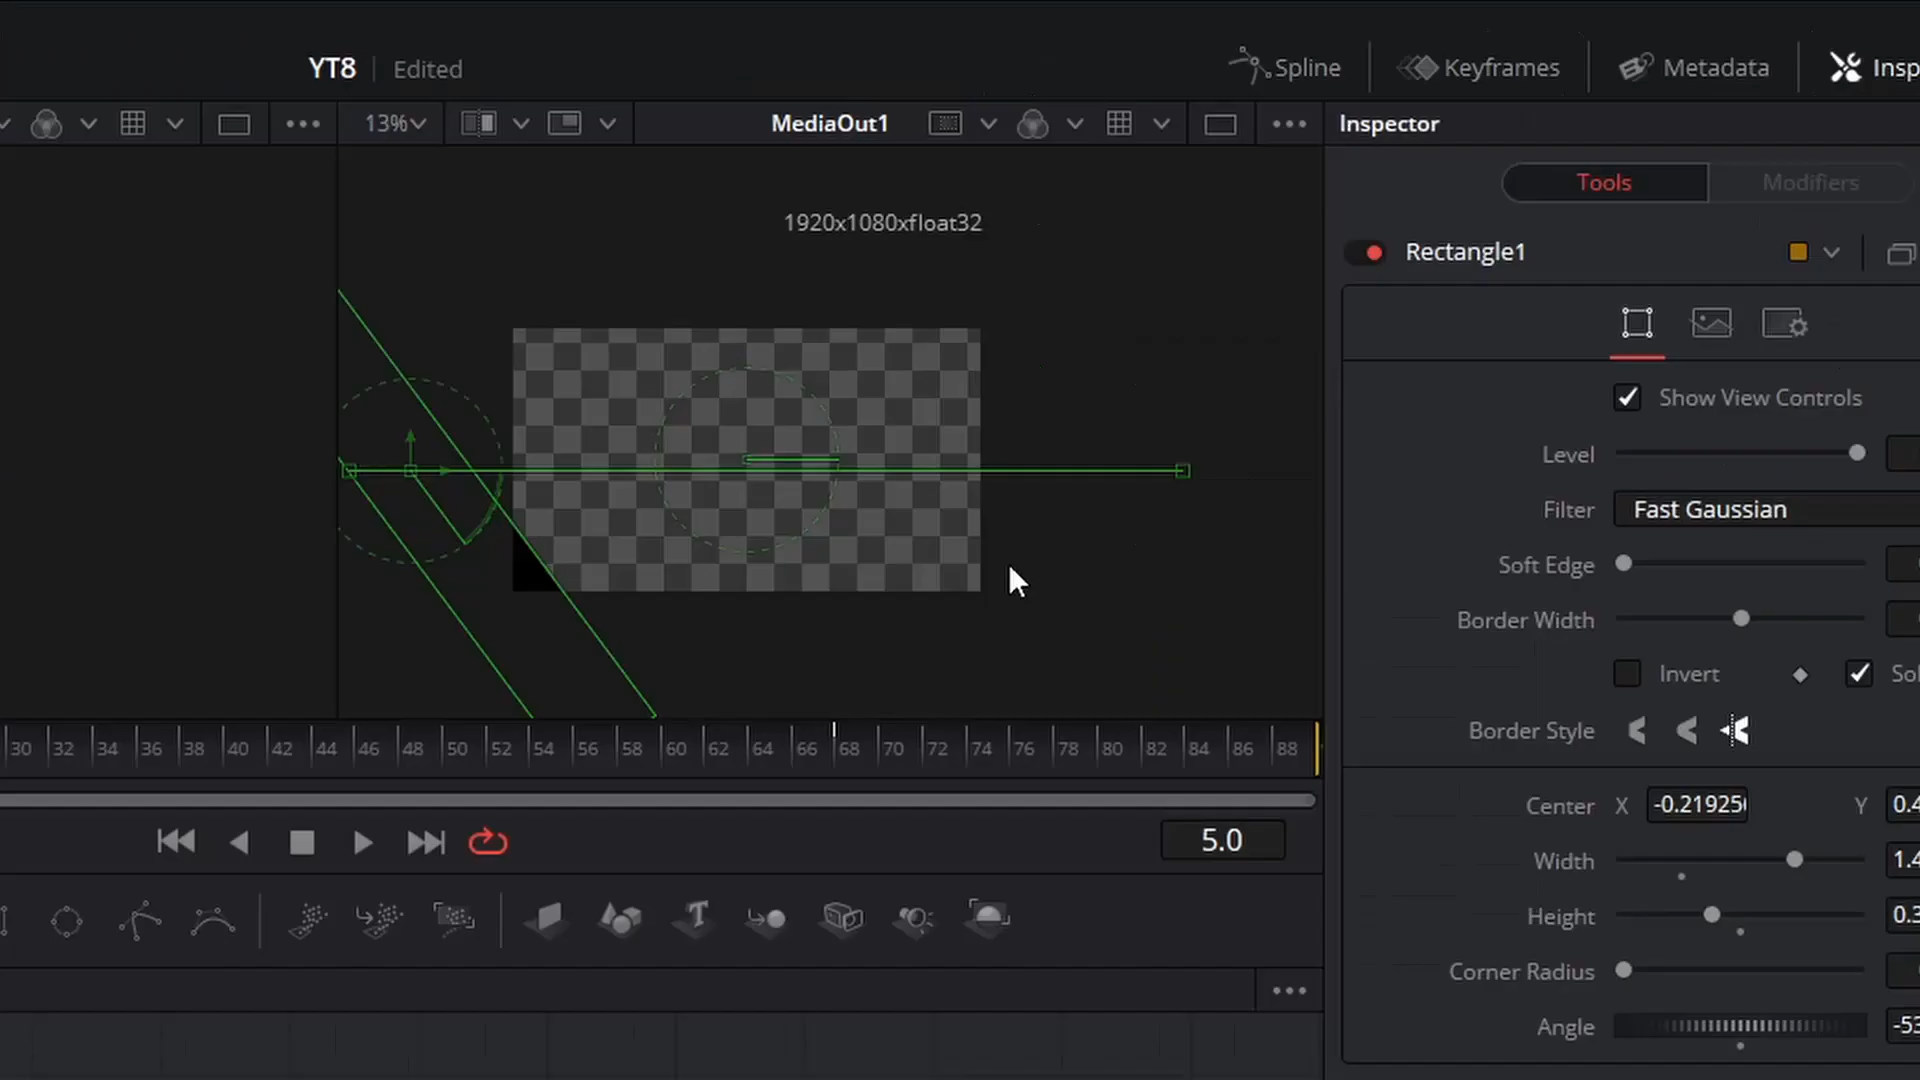 YT8 Edited Spline Keyframes Metadata Insp
13% MediaOut1 Inspector
Tools Modifiers
1920x1080xfloat32
Rectangle1
Show View Controls
Level
Filter Fast Gaussian
Soft Edge
Border Width
Invert Sol
Border Style
30 32 34 36 38 40 42 44 46 48 50 52 54 56 58 60 62 64 66 68 70 72 74 76 78 80 82 84 86 88
Center X -0.219250 Y 0.4
5.0
Width 1.4
Height 0.3
Corner Radius
Angle -53